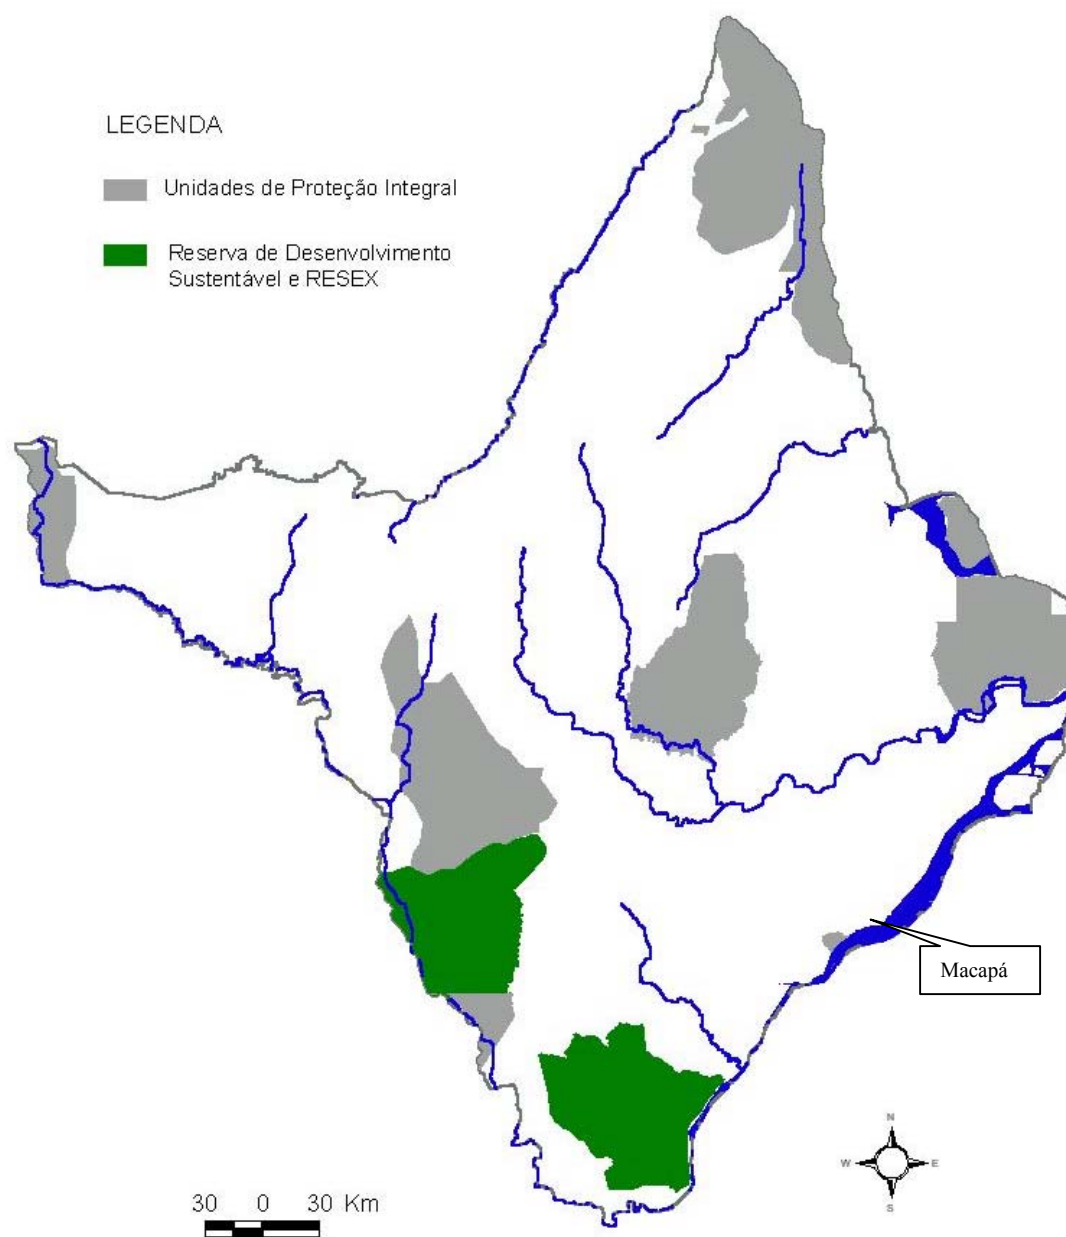 LEGENDA
Unidades de Proteção Integral
Reserva de Desenvolvimento
Sustentável e RESEX
Macapá
N
W E
S
30 0 30 Km